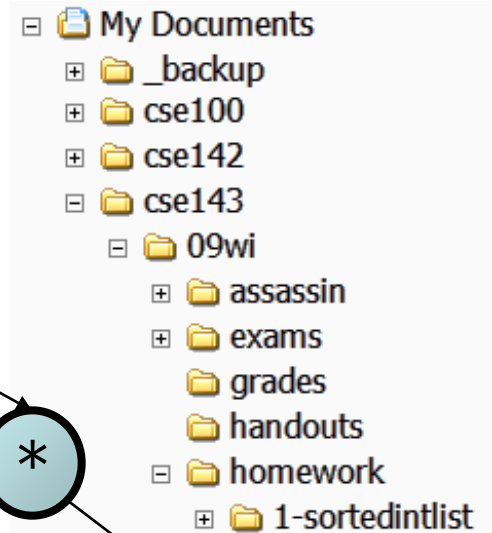 My Documents
_backup
cse100
cse142
cse143
09wi
assassin
exams
grades
handouts
homework
1-sortedintlist
*